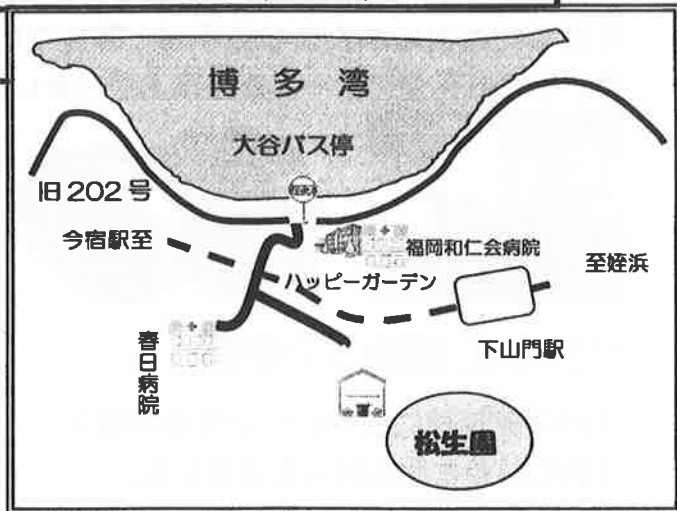 博多湾
大谷バス停
旧202号
今宿駅至
福岡和仁会病院
至姪浜
ハッピーガーデン
下山門駅
春日病院
松生園